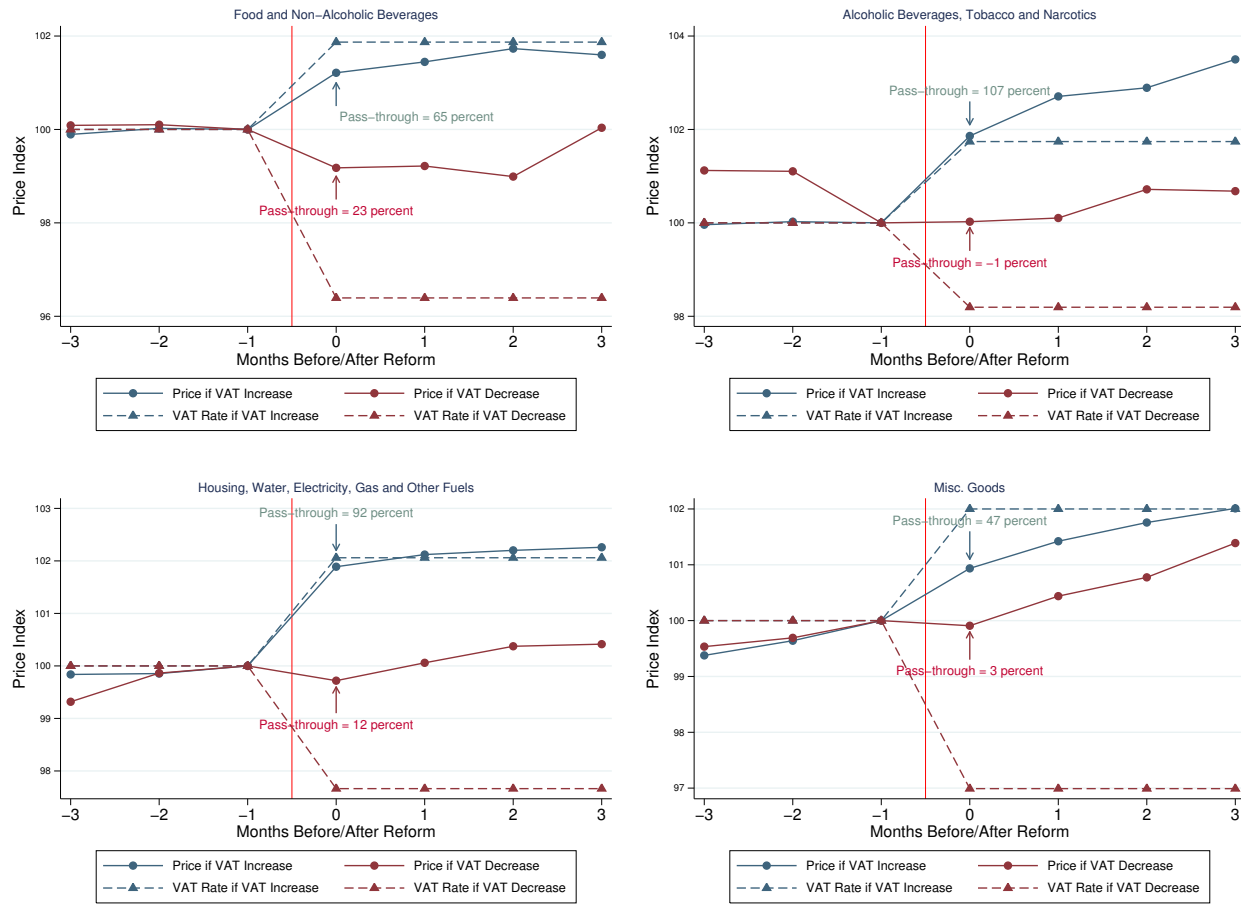 Food and Non−Alcoholic Beverages
Price Index
102
100
98
96
Pass−through = 65 percent
Pass−through = 23 percent
−3 −2 −1 0 1 2 3
Months Before/After Reform
Price if VAT Increase Price if VAT Decrease
VAT Rate if VAT Increase VAT Rate if VAT Decrease
Alcoholic Beverages, Tobacco and Narcotics
Price Index
104
102
100
98
Pass−through = 107 percent
Pass−through = −1 percent
−3 −2 −1 0 1 2 3
Months Before/After Reform
Price if VAT Increase Price if VAT Decrease
VAT Rate if VAT Increase VAT Rate if VAT Decrease
Housing, Water, Electricity, Gas and Other Fuels
Price Index
103
102
101
100
99
98
Pass−through = 92 percent
Pass−through = 12 percent
−3 −2 −1 0 1 2 3
Months Before/After Reform
Price if VAT Increase Price if VAT Decrease
VAT Rate if VAT Increase VAT Rate if VAT Decrease
Misc. Goods
Price Index
102
101
100
99
98
97
Pass−through = 47 percent
Pass−through = 3 percent
−3 −2 −1 0 1 2 3
Months Before/After Reform
Price if VAT Increase Price if VAT Decrease
VAT Rate if VAT Increase VAT Rate if VAT Decrease